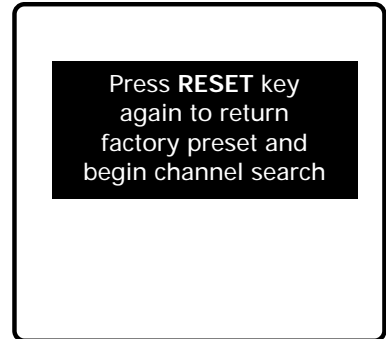 Press RESET key
again to return
factory preset and
begin channel search